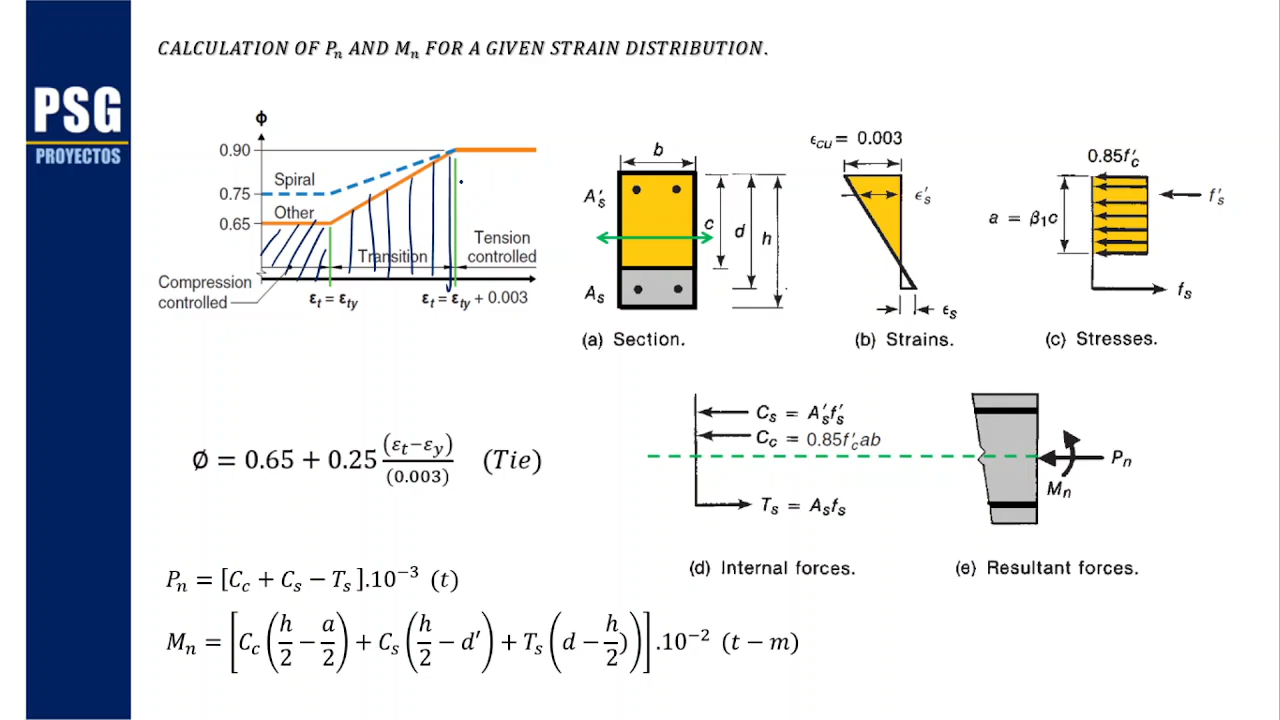 CALCULATION OF Pₙ AND Mₙ FOR A GIVEN STRAIN DISTRIBUTION.
PSG
PROYECTOS
ϕ
0.90
0.75
0.65
Spiral
Other
Transition
Tension
controlled
Compression
controlled
εt = εty
εt = εty + 0.003
b
A's
As
c
d
h
(a) Section.
εcu = 0.003
ε's
εs
(b) Strains.
0.85f'c
f's
a = β₁c
fs
(c) Stresses.
Ø = 0.65 + 0.25 (εt−εy)/(0.003) (Tie)
Cs = A'sf's
Cc = 0.85f'cab
Ts = Asfs
(d) Internal forces.
Pn
Mn
(e) Resultant forces.
Pn = [Cc + Cs − Ts].10⁻³ (t)
Mn = [Cc(h/2 − a/2) + Cs(h/2 − d') + Ts(d − h/2))].10⁻² (t − m)